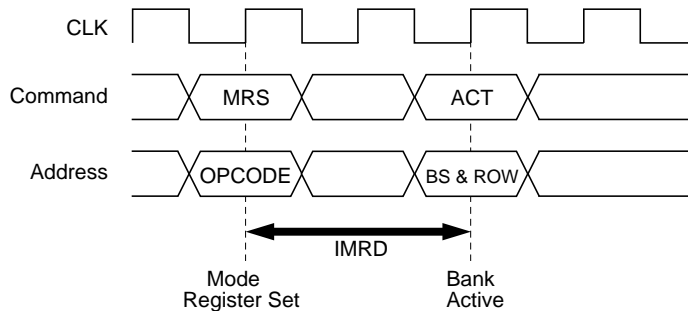 CLK
Command
MRS
ACT
Address
OPCODE
BS & ROW
IMRD
Mode
Register Set
Bank
Active